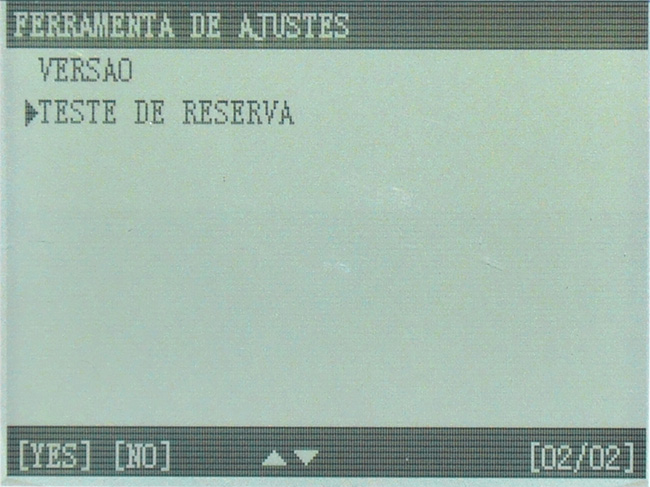 FERRAMENTA DE AJUSTES
VERSAO
TESTE DE RESERVA
[YES] [NO] ▲▼ [02/02]